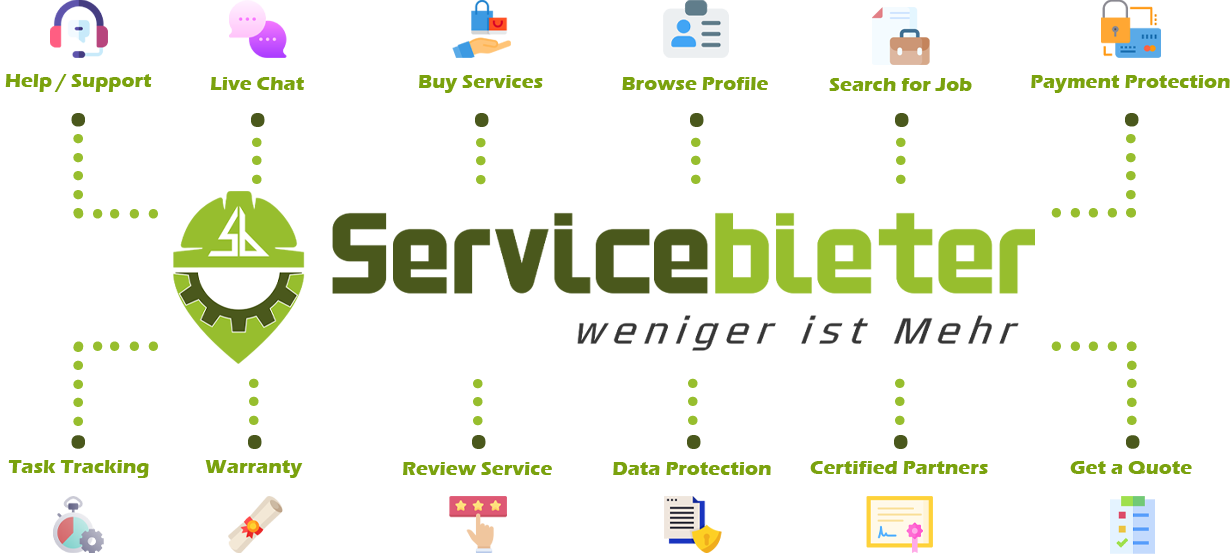 Help / Support
Live Chat
Buy Services
Browse Profile
Search for Job
Payment Protection
Sb
Servicebieter
weniger ist Mehr
Task Tracking
Warranty
Review Service
Data Protection
Certified Partners
Get a Quote